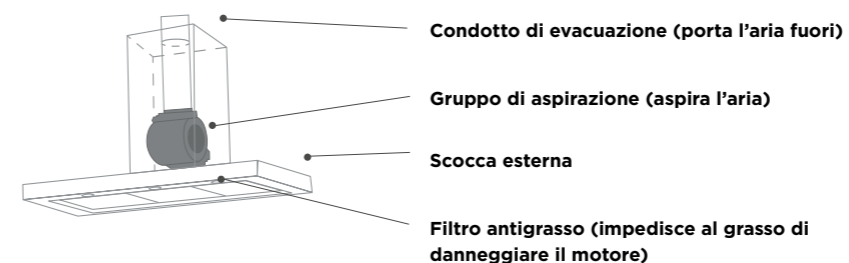 Condotto di evacuazione (porta l’aria fuori)
Gruppo di aspirazione (aspira l’aria)
Scocca esterna
Filtro antigrasso (impedisce al grasso di
danneggiare il motore)